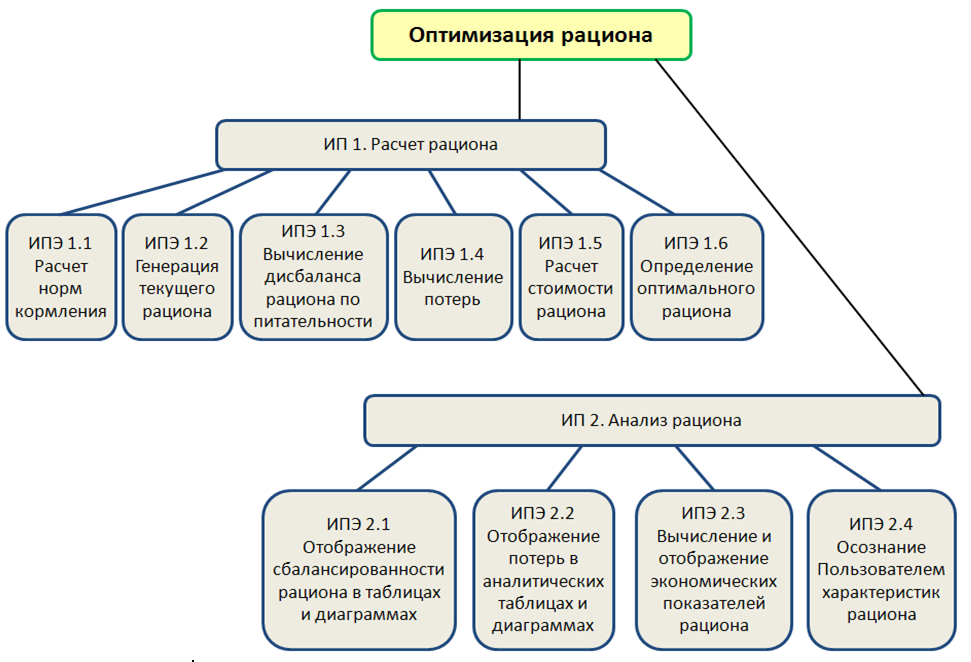 Оптимизация рациона
ИП 1. Расчет рациона
ИПЭ 1.1
Расчет
норм
кормления
ИПЭ 1.2
Генерация
текущего
рациона
ИПЭ 1.3
Вычисление
дисбаланса
рациона по
питательности
ИПЭ 1.4
Вычисление
потерь
ИПЭ 1.5
Расчет
стоимости
рациона
ИПЭ 1.6
Определение
оптимального
рациона
ИП 2. Анализ рациона
ИПЭ 2.1
Отображение
сбалансированности
рациона в таблицах
и диаграммах
ИПЭ 2.2
Отображение
потерь в
аналитических
таблицах и
диаграммах
ИПЭ 2.3
Вычисление и
отображение
экономических
показателей
рациона
ИПЭ 2.4
Осознание
Пользователем
характеристик
рациона